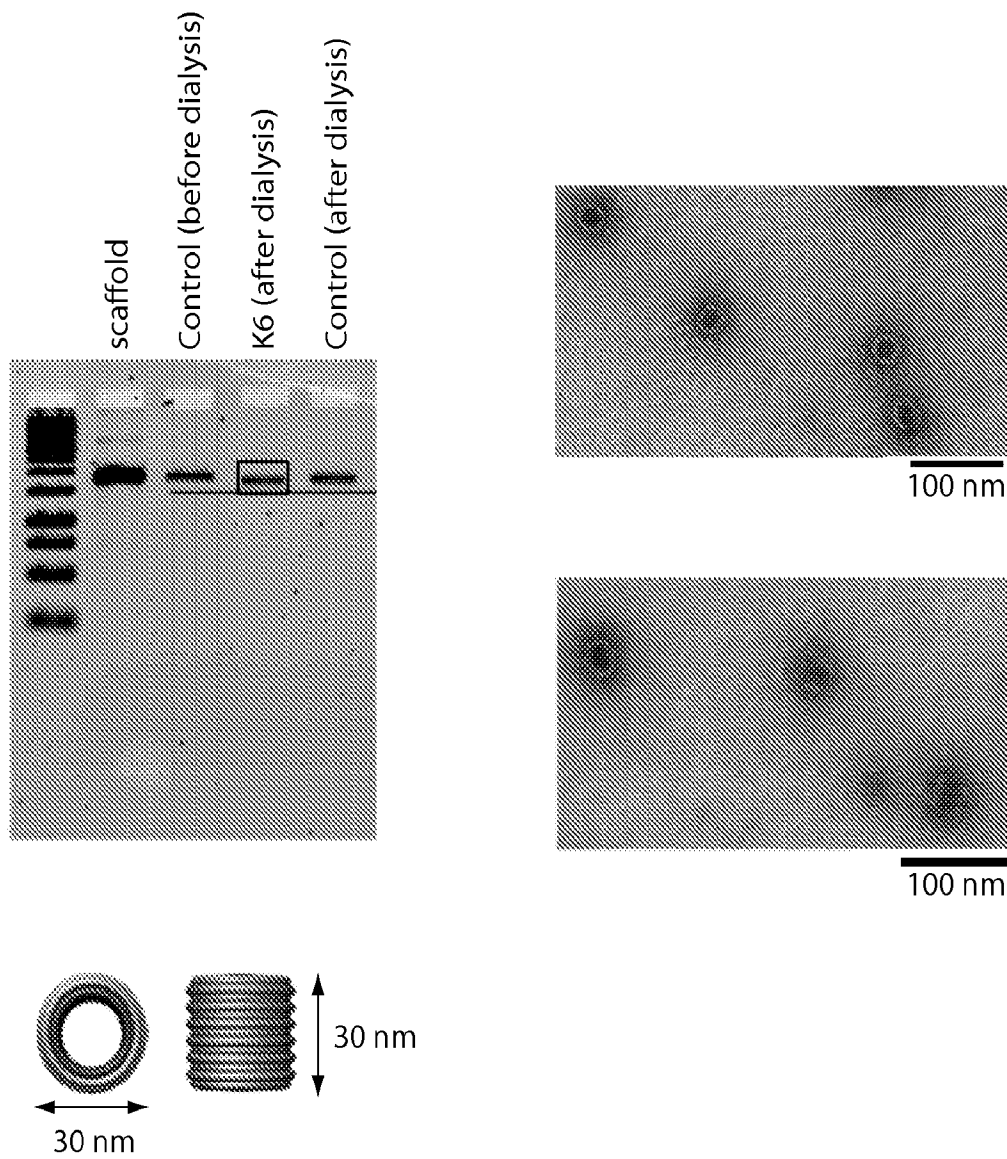 scaffold
Control (before dialysis)
K6 (after dialysis)
Control (after dialysis)
100 nm
100 nm
30 nm
30 nm